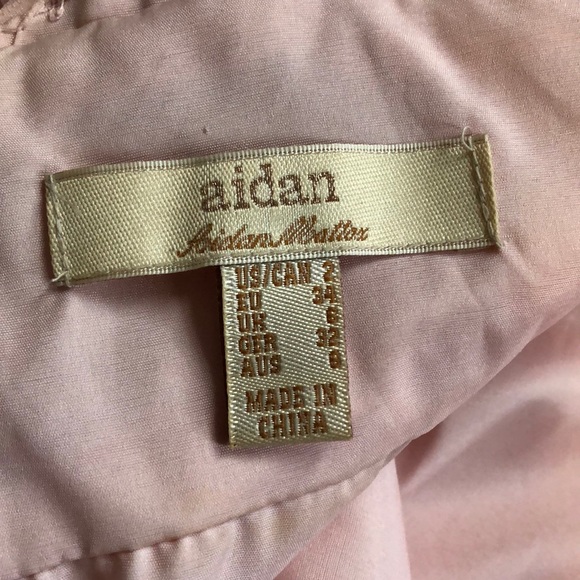 aidan
Aidan Mattox
US/CAN 2
EU 34
UK 6
GER 32
AUS 6
MADE IN
CHINA